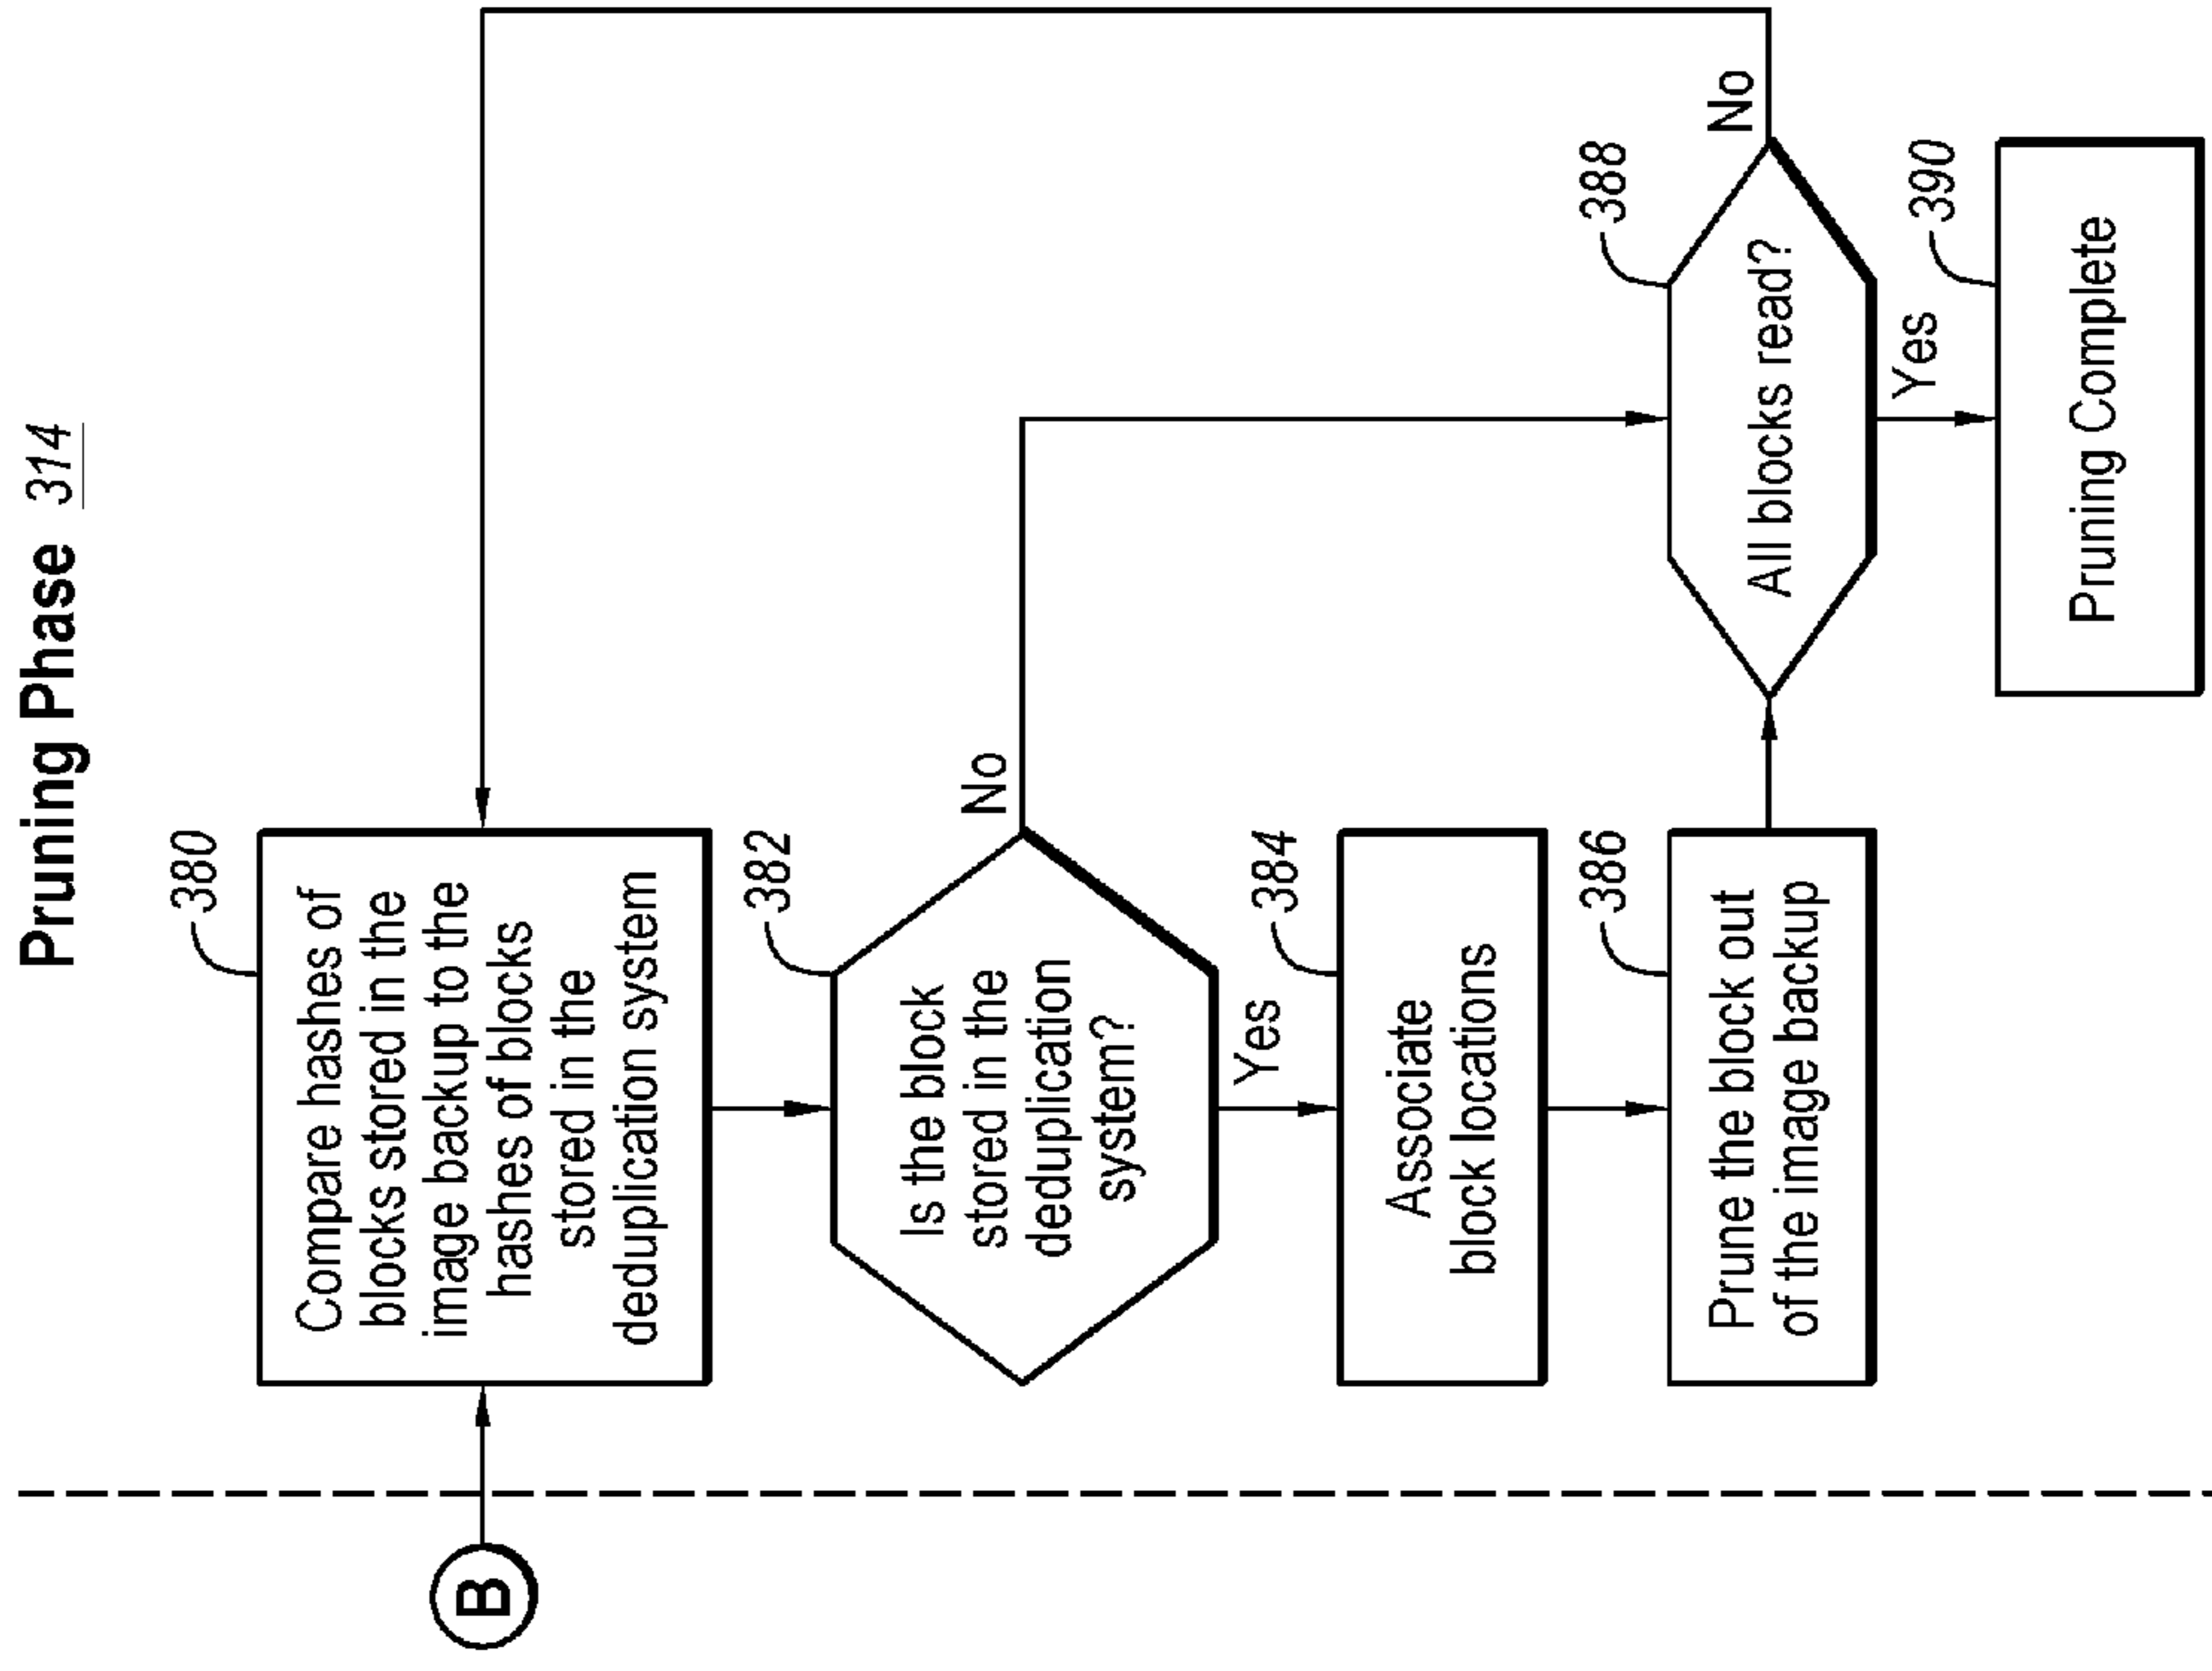 Pruning Phase 314
B
380
Compare hashes of
blocks stored in the
image backup to the
hashes of blocks
stored in the
deduplication system
382
Is the block
stored in the
deduplication
system?
No
Yes
384
Associate
block locations
386
Prune the block out
of the image backup
388
All blocks read?
No
Yes
390
Pruning Complete